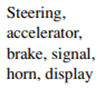 Steering,
accelerator,
brake, signal,
horn, display